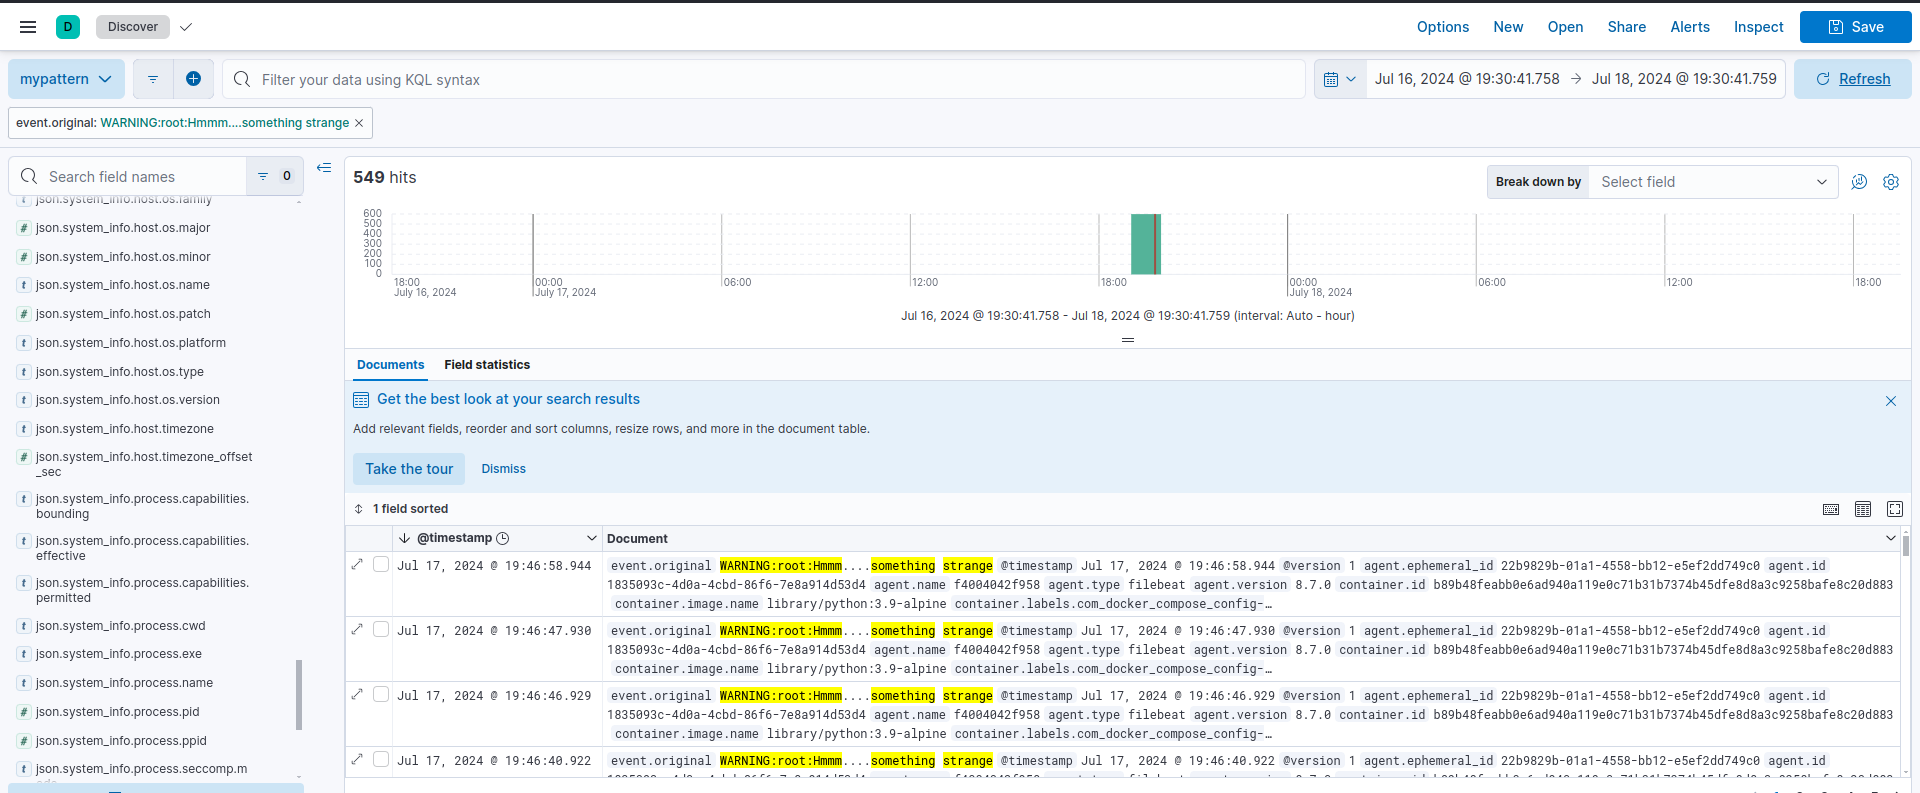 D Discover Options New Open Share Alerts Inspect Save
mypattern Filter your data using KQL syntax Jul 16, 2024 @ 19:30:41.758 → Jul 18, 2024 @ 19:30:41.759 Refresh
event.original: WARNING:root:Hmmm....something strange ×
Search field names 0
json.system_info.host.os.family
# json.system_info.host.os.major
# json.system_info.host.os.minor
t json.system_info.host.os.name
# json.system_info.host.os.patch
t json.system_info.host.os.platform
t json.system_info.host.os.type
t json.system_info.host.os.version
t json.system_info.host.timezone
# json.system_info.host.timezone_offset
_sec
t json.system_info.process.capabilities.
bounding
t json.system_info.process.capabilities.
effective
t json.system_info.process.capabilities.
permitted
t json.system_info.process.cwd
t json.system_info.process.exe
t json.system_info.process.name
# json.system_info.process.pid
# json.system_info.process.ppid
t json.system_info.process.seccomp.m
549 hits
Break down by Select field
600
500
400
300
200
100
0
18:00 00:00 06:00 12:00 18:00 00:00 06:00 12:00 18:00
July 16, 2024 July 17, 2024 July 18, 2024
Jul 16, 2024 @ 19:30:41.758 - Jul 18, 2024 @ 19:30:41.759 (interval: Auto - hour)
Documents Field statistics
Get the best look at your search results
Add relevant fields, reorder and sort columns, resize rows, and more in the document table.
Take the tour Dismiss
1 field sorted
@timestamp Document
Jul 17, 2024 @ 19:46:58.944 event.original WARNING:root:Hmmm....something strange @timestamp Jul 17, 2024 @ 19:46:58.944 @version 1 agent.ephemeral_id 22b9829b-01a1-4558-bb12-e5ef2dd749c0 agent.id
1835093c-4d0a-4cbd-86f6-7e8a914d53d4 agent.name f4004042f958 agent.type filebeat agent.version 8.7.0 container.id b89b48feabb0e6ad940a119e0c71b31b7374b45dfe8d8a3c9258bafe8c20d883
container.image.name library/python:3.9-alpine container.labels.com_docker_compose_config-…
Jul 17, 2024 @ 19:46:47.930 event.original WARNING:root:Hmmm....something strange @timestamp Jul 17, 2024 @ 19:46:47.930 @version 1 agent.ephemeral_id 22b9829b-01a1-4558-bb12-e5ef2dd749c0 agent.id
1835093c-4d0a-4cbd-86f6-7e8a914d53d4 agent.name f4004042f958 agent.type filebeat agent.version 8.7.0 container.id b89b48feabb0e6ad940a119e0c71b31b7374b45dfe8d8a3c9258bafe8c20d883
container.image.name library/python:3.9-alpine container.labels.com_docker_compose_config-…
Jul 17, 2024 @ 19:46:46.929 event.original WARNING:root:Hmmm....something strange @timestamp Jul 17, 2024 @ 19:46:46.929 @version 1 agent.ephemeral_id 22b9829b-01a1-4558-bb12-e5ef2dd749c0 agent.id
1835093c-4d0a-4cbd-86f6-7e8a914d53d4 agent.name f4004042f958 agent.type filebeat agent.version 8.7.0 container.id b89b48feabb0e6ad940a119e0c71b31b7374b45dfe8d8a3c9258bafe8c20d883
container.image.name library/python:3.9-alpine container.labels.com_docker_compose_config-…
Jul 17, 2024 @ 19:46:40.922 event.original WARNING:root:Hmmm....something strange @timestamp Jul 17, 2024 @ 19:46:40.922 @version 1 agent.ephemeral_id 22b9829b-01a1-4558-bb12-e5ef2dd749c0 agent.id